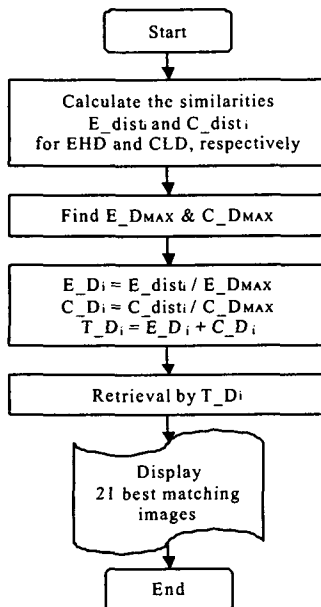 Start
Calculate the similarities
E_disti and C_disti
for EHD and CLD, respectively
Find E_DMAX & C_DMAX
E_Di = E_disti / E_DMAX
C_Di = C_disti / C_DMAX
T_Di = E_Di + C_Di
Retrieval by T_Di
Display
21 best matching
images
End